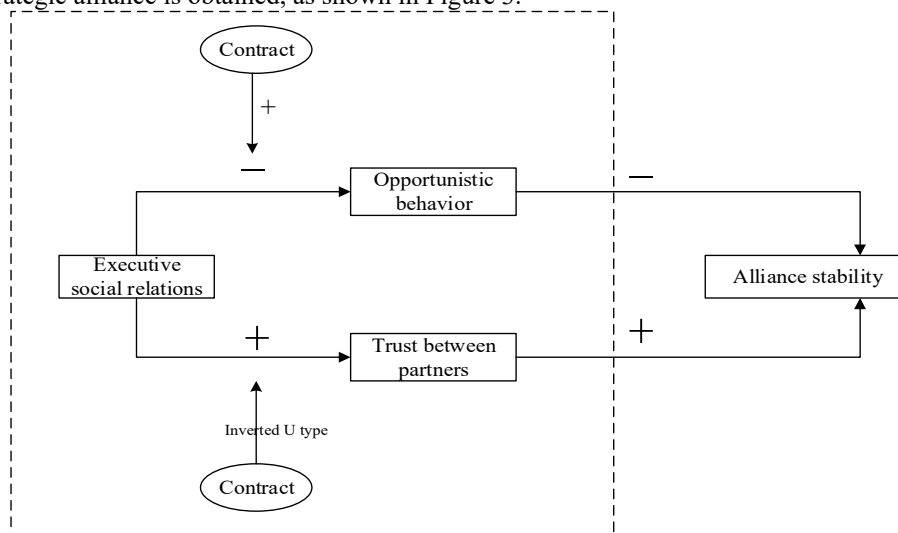 strategic alliance is obtained, as shown in Figure 3.
Contract
+
—
Opportunistic
behavior
—
Executive
social relations
Alliance stability
+
Trust between
partners
+
Inverted U type
Contract